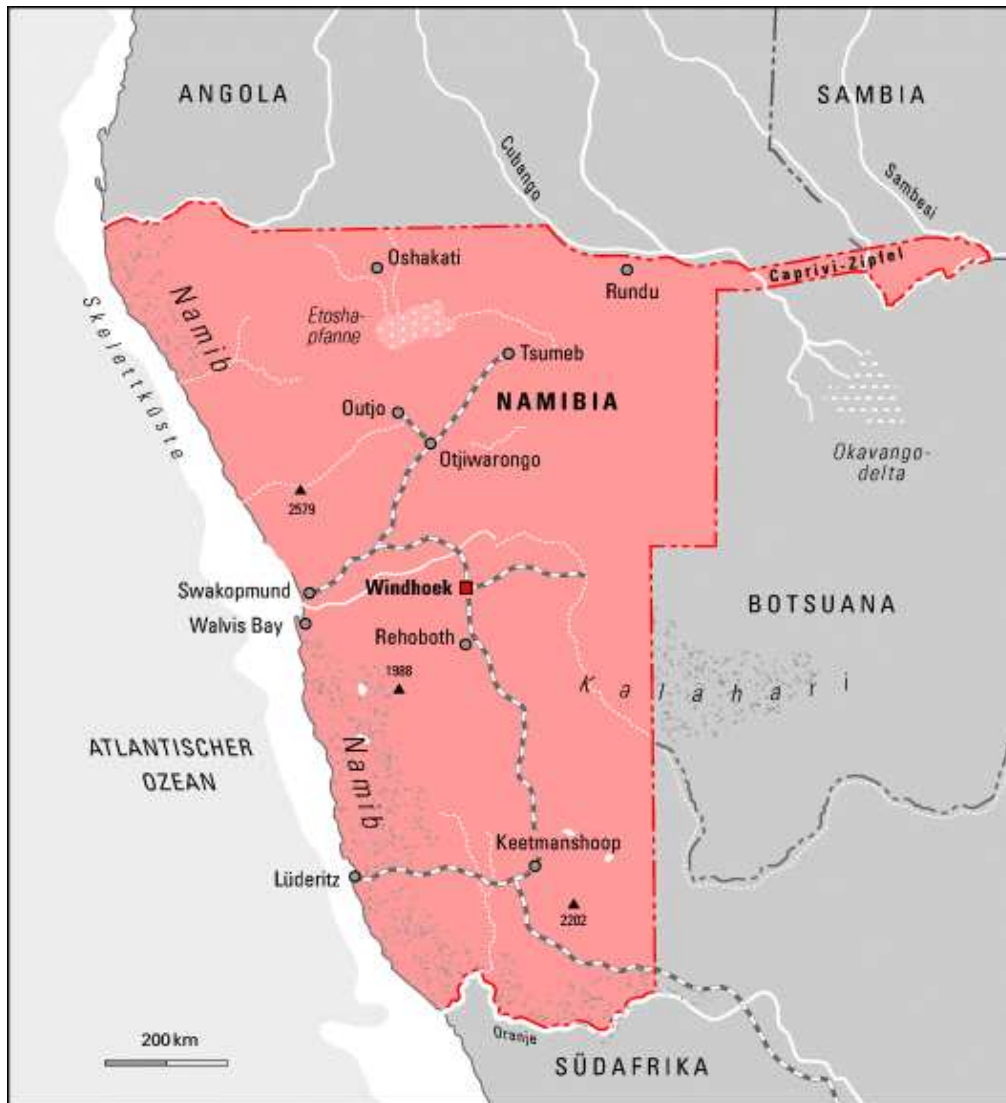 ANGOLA
SAMBIA
Cubango
Sambesi
Oshakati
Caprivi-Zipfel
Rundu
Namib
Etosha-
pfanne
Skelettküste
Tsumeb
NAMIBIA
Outjo
Otjiwarongo
Okavango-
delta
2579
Swakopmund
Windhoek
BOTSUANA
Walvis Bay
Rehoboth
1988
Kalahari
ATLANTISCHER
OZEAN
Namib
Keetmanshoop
Lüderitz
2202
200 km
Oranje
SÜDAFRIKA